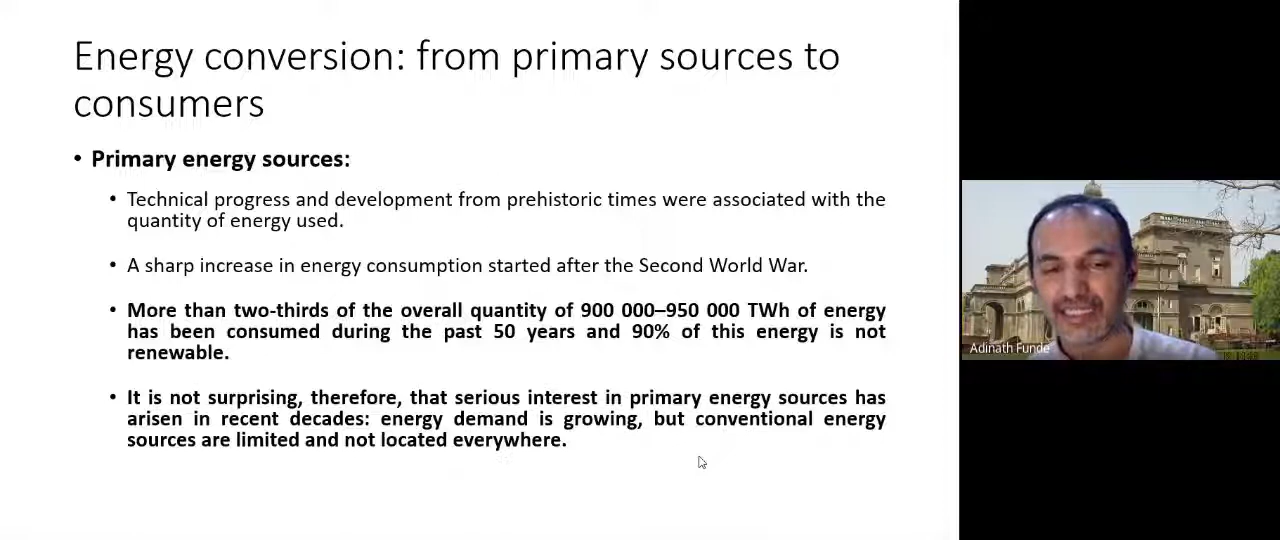 Energy conversion: from primary sources to
consumers
• Primary energy sources:
• Technical progress and development from prehistoric times were associated with the
quantity of energy used.
• A sharp increase in energy consumption started after the Second World War.
• More than two-thirds of the overall quantity of 900 000–950 000 TWh of energy
has been consumed during the past 50 years and 90% of this energy is not
renewable.
• It is not surprising, therefore, that serious interest in primary energy sources has
arisen in recent decades: energy demand is growing, but conventional energy
sources are limited and not located everywhere.
Adinath Funde